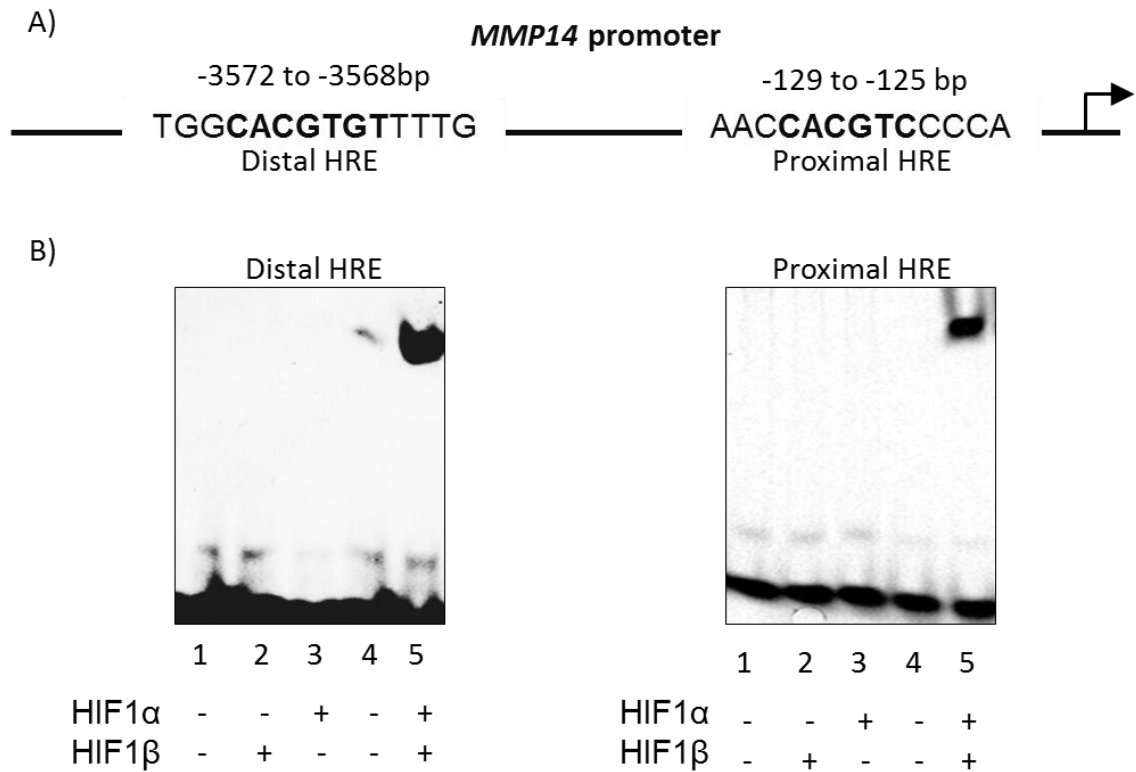 A)
MMP14 promoter
-3572 to -3568bp
-129 to -125 bp
TGGCACGTGTTTTG
AACCACGTCCCCA
Distal HRE
Proximal HRE
B)
Distal HRE
Proximal HRE
1 2 3 4 5
1 2 3 4 5
HIF1α - - + - +
HIF1β - + - - +
HIF1α - - + - +
HIF1β - + - - +